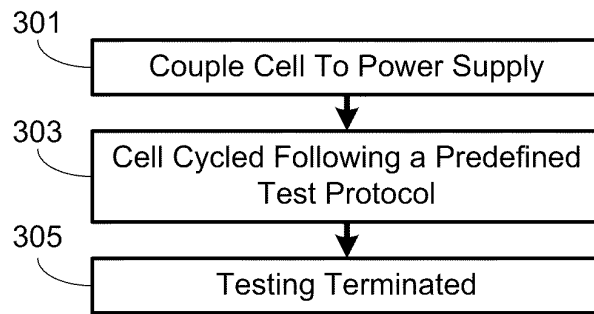 301
Couple Cell To Power Supply
303
Cell Cycled Following a Predefined
Test Protocol
305
Testing Terminated